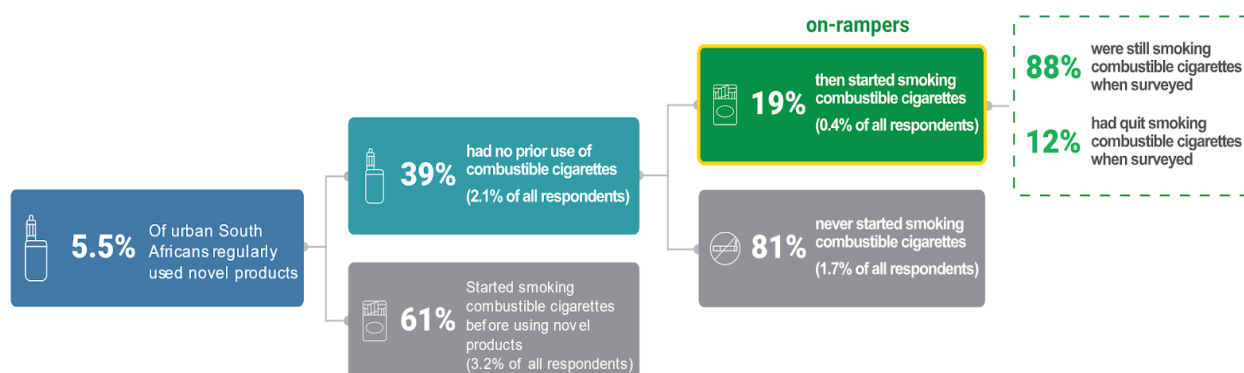 5.5%
Of urban South
Africans regularly
used novel products
39%
had no prior use of
combustible cigarettes
(2.1% of all respondents)
61%
Started smoking
combustible cigarettes
before using novel
products
(3.2% of all respondents)
on-rampers
19%
then started smoking
combustible cigarettes
(0.4% of all respondents)
81%
never started smoking
combustible cigarettes
(1.7% of all respondents)
88%
were still smoking
combustible cigarettes
when surveyed
12%
had quit smoking
combustible cigarettes
when surveyed